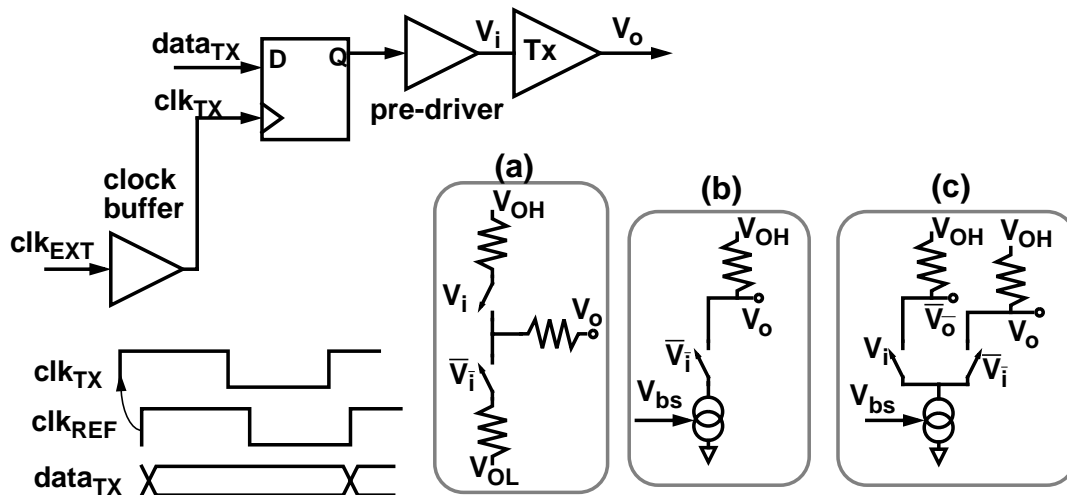 data_TX
D
Q
clk_TX
V_i
Tx
V_o
pre-driver
clock
buffer
clk_EXT
(a)
V_OH
V_i
V_o
V̅_i̅
V_OL
(b)
V_OH
V_o
V̅_i̅
V_bs
(c)
V_OH
V_OH
V̅_o̅
V_o
V_i
V̅_i̅
V_bs
clk_TX
clk_REF
data_TX